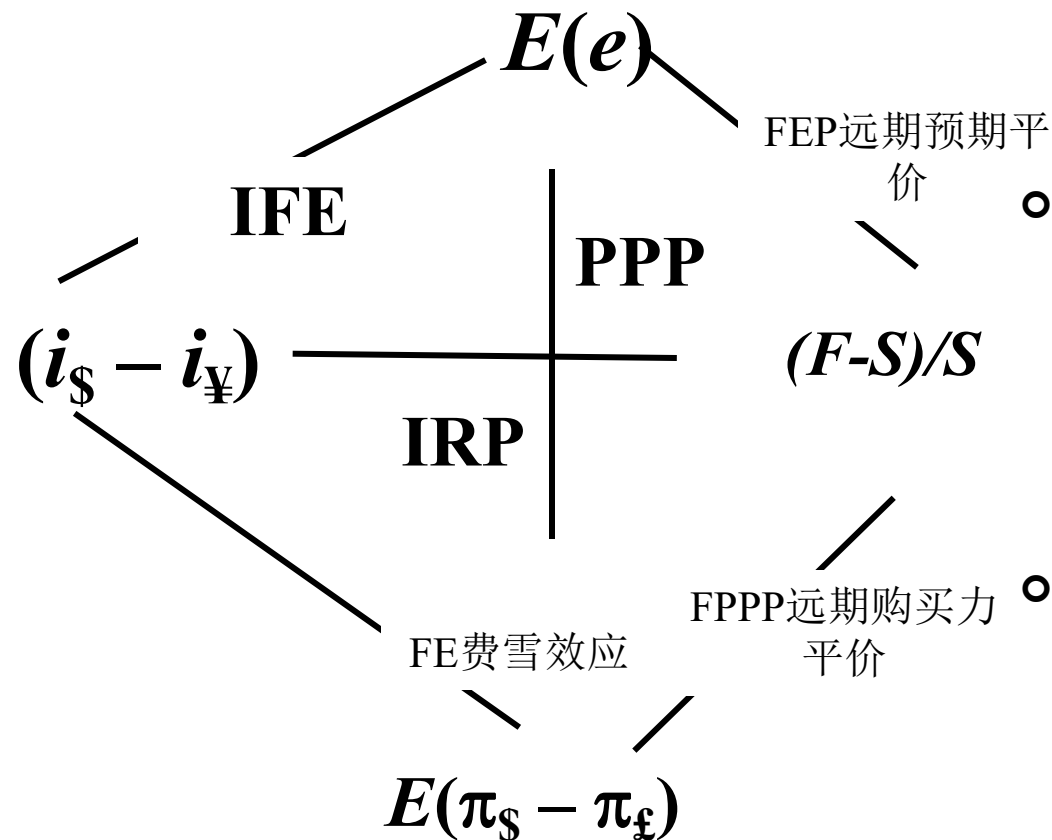 E(e)
FEP远期预期平
价
IFE
PPP
(i$ – i¥)
(F-S)/S
IRP
FPPP远期购买力
平价
FE费雪效应
E(π$ – π£)